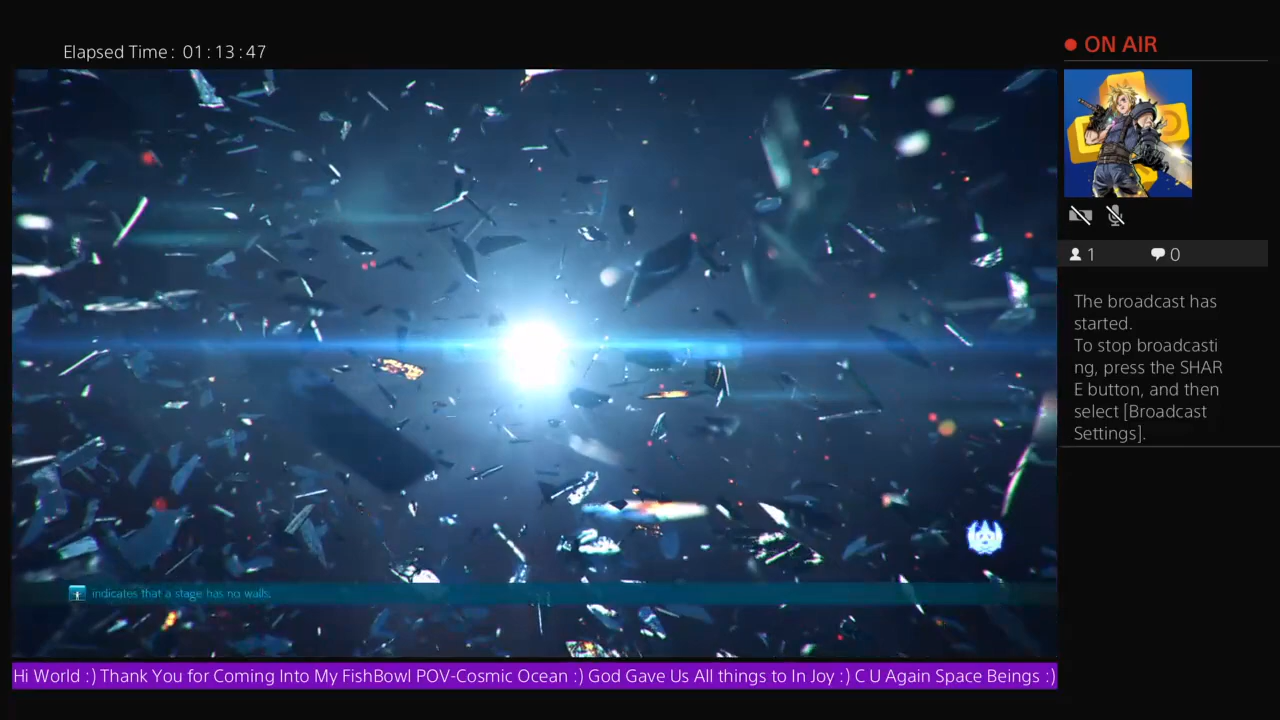 Elapsed Time: 01:13:47
ON AIR
1
0
The broadcast has
started.
To stop broadcasti
ng, press the SHAR
E button, and then
select [Broadcast
Settings].
indicates that a stage has no walls.
Hi World :) Thank You for Coming Into My FishBowl POV-Cosmic Ocean :) God Gave Us All things to In Joy :) C U Again Space Beings :)